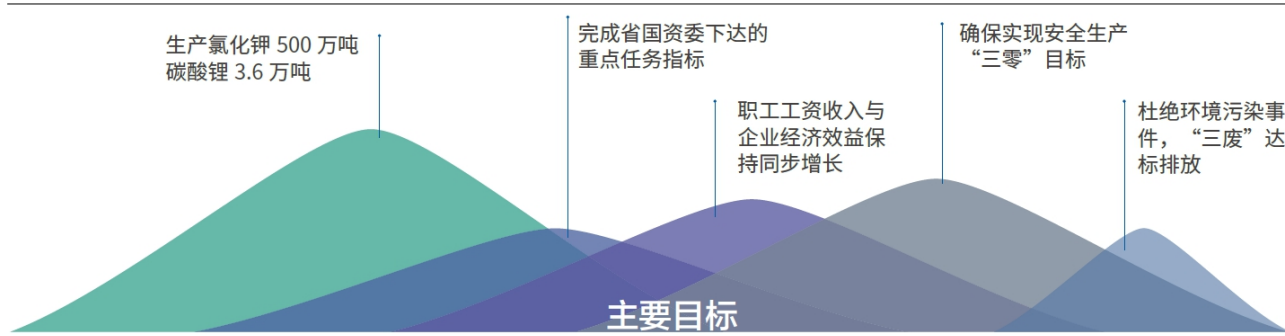 生产氯化钾 500 万吨
碳酸锂 3.6 万吨
完成省国资委下达的
重点任务指标
职工工资收入与
企业经济效益保
持同步增长
确保实现安全生产
“三零”目标
杜绝环境污染事
件，“三废”达
标排放
主要目标